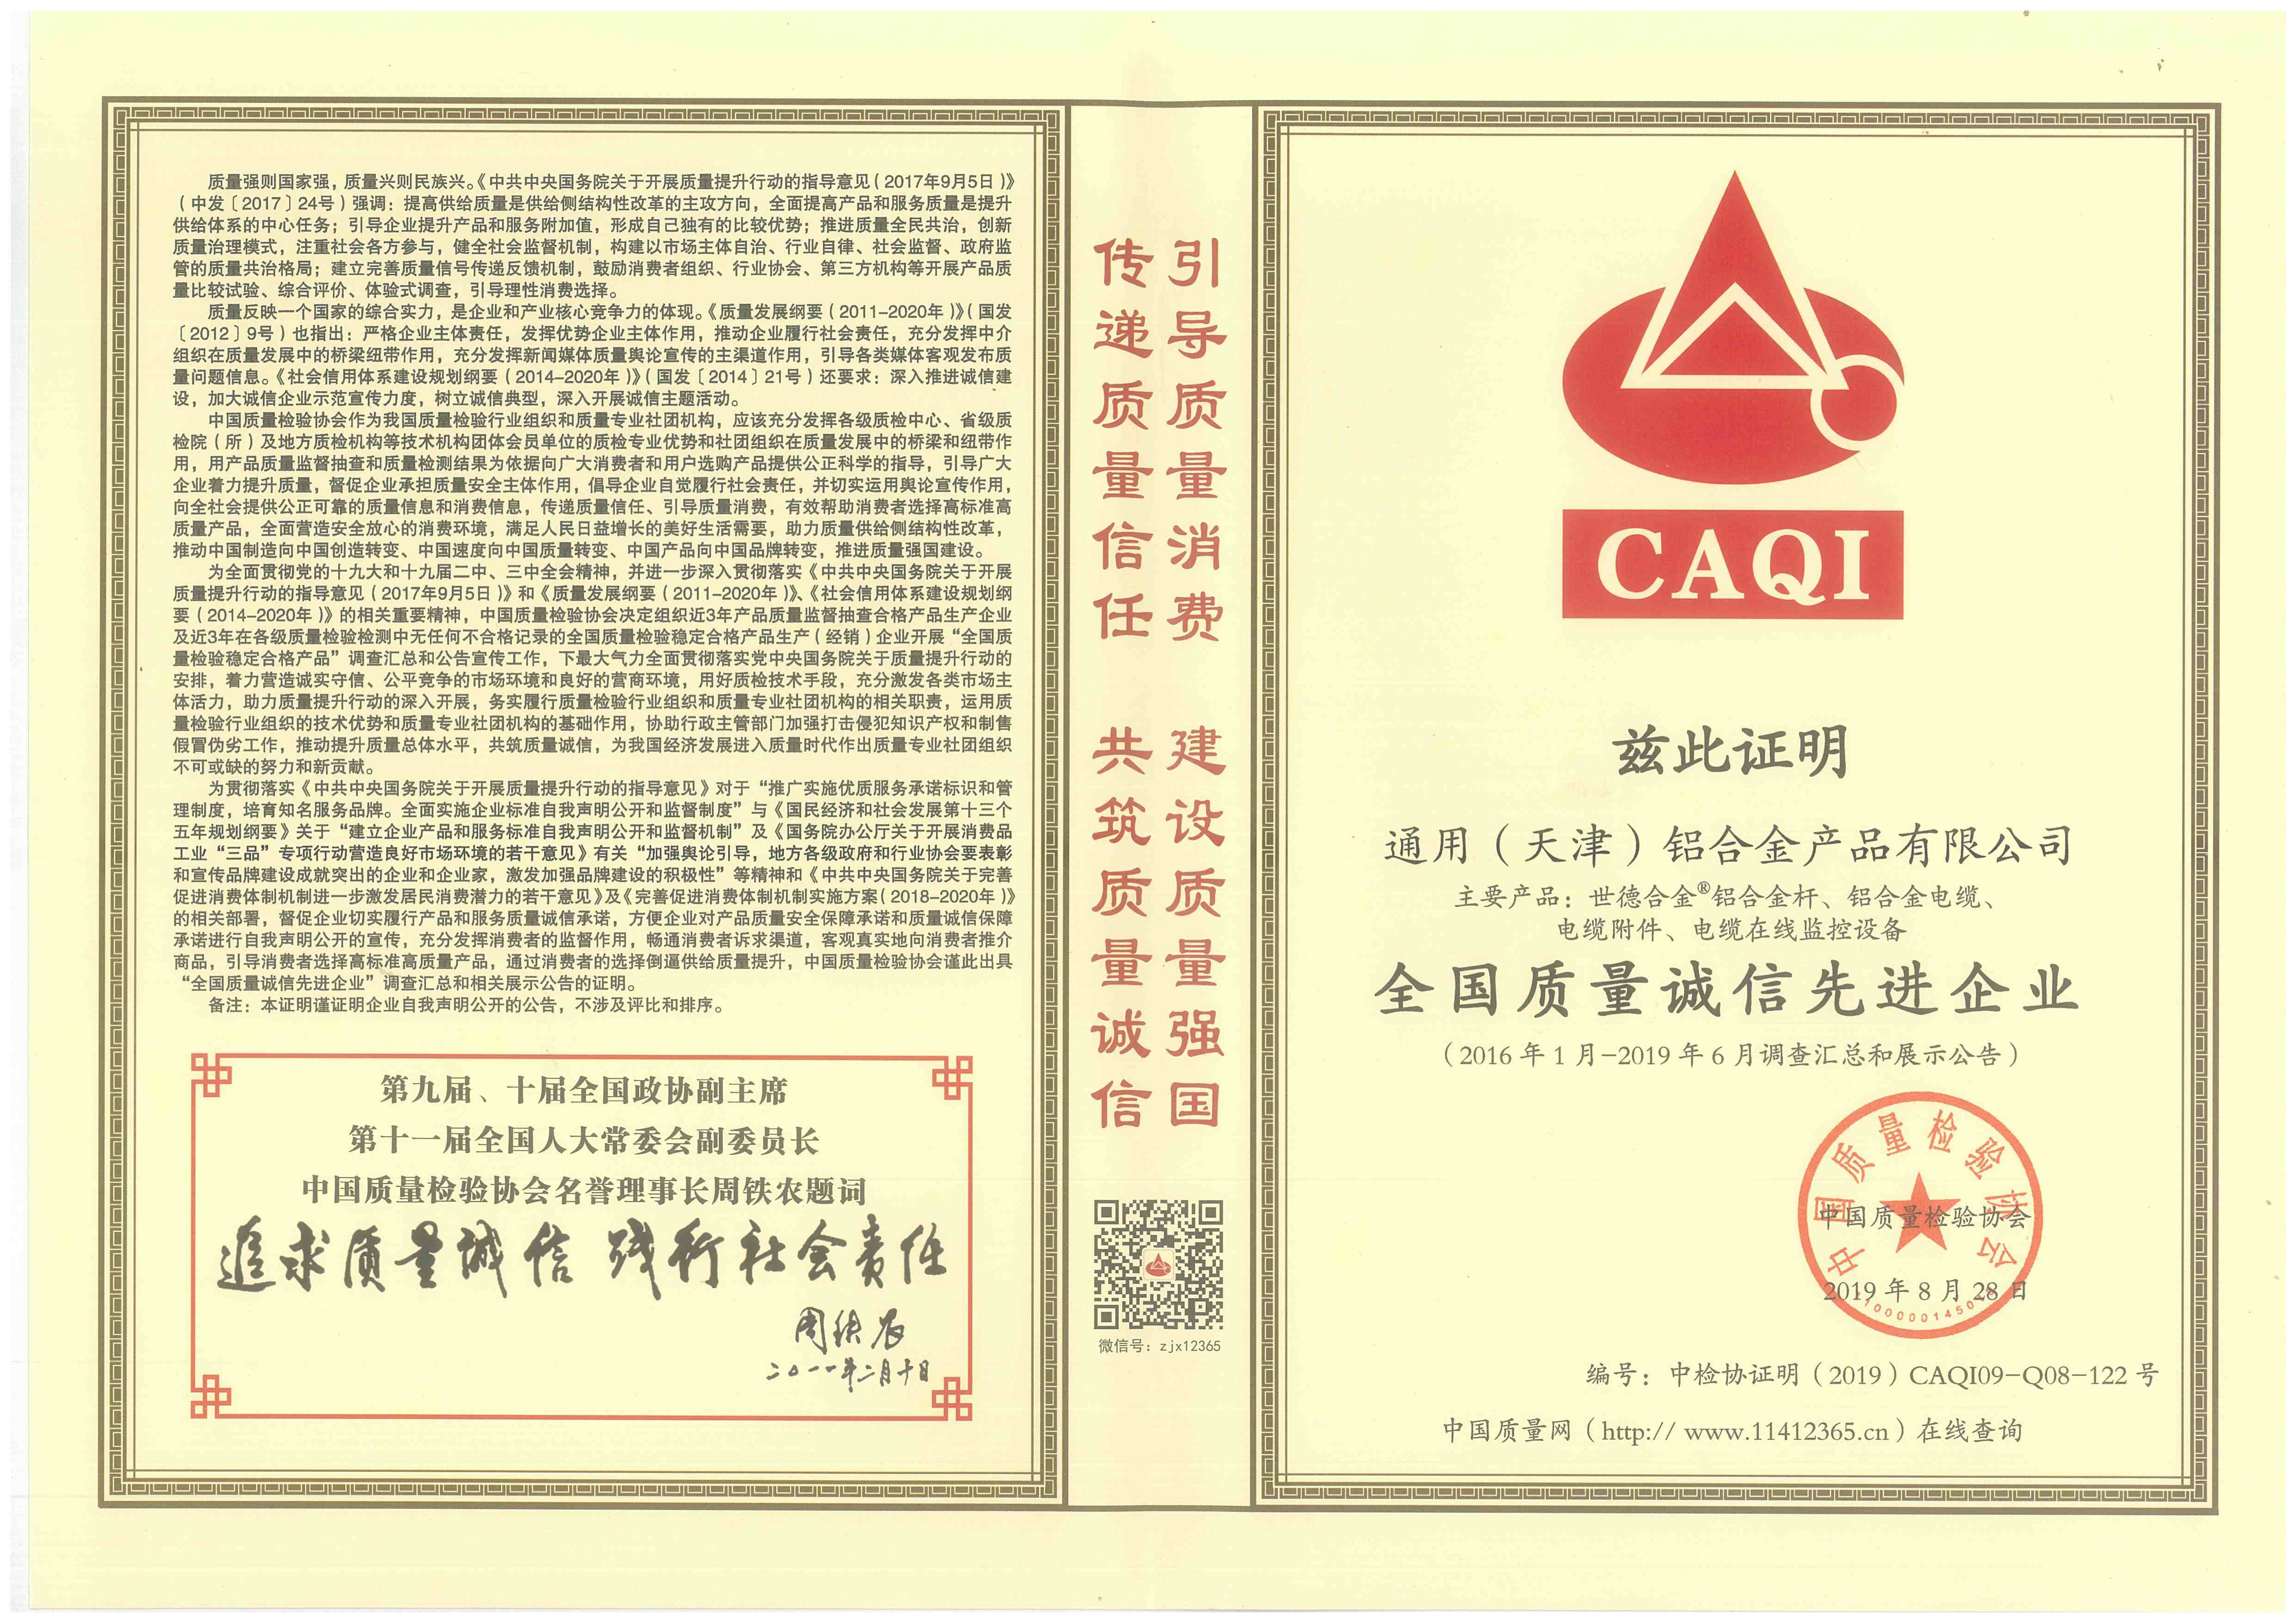 质量强则国家强，质量兴则民族兴。《中共中央国务院关于开展质量提升行动的指导意见（2017年9月5日）》
（中发〔2017〕24号）强调：提高供给质量是供给侧结构性改革的主攻方向，全面提高产品和服务质量是提升
供给体系的中心任务；引导企业提升产品和服务附加值，形成自己独有的比较优势；推进质量全民共治，创新
质量治理模式，注重社会各方参与，健全社会监督机制，构建以市场主体自治、行业自律、社会监督、政府监
管的质量共治格局；建立完善质量信号传递反馈机制，鼓励消费者组织、行业协会、第三方机构等开展产品质
量比较试验、综合评价、体验式调查，引导理性消费选择。
质量反映一个国家的综合实力，是企业和产业核心竞争力的体现。《质量发展纲要（2011-2020年）》（国发
〔2012〕9号）也指出：严格企业主体责任，发挥优势企业主体作用，推动企业履行社会责任，充分发挥中介
组织在质量发展中的桥梁纽带作用，充分发挥新闻媒体质量舆论宣传的主渠道作用，引导各类媒体客观发布质
量问题信息。《社会信用体系建设规划纲要（2014-2020年）》（国发〔2014〕21号）还要求：深入推进诚信建
设，加大诚信企业示范宣传力度，树立诚信典型，深入开展诚信主题活动。
中国质量检验协会作为我国质量检验行业组织和质量专业社团机构，应该充分发挥各级质检中心、省级质
检院（所）及地方质检机构等技术机构团体会员单位的质检专业优势和社团组织在质量发展中的桥梁和纽带作
用，用产品质量监督抽查和质量检测结果为依据向广大消费者和用户选购产品提供公正科学的指导，引导广大
企业着力提升质量，督促企业承担质量安全主体作用，倡导企业自觉履行社会责任，并切实运用舆论宣传作用，
向全社会提供公正可靠的质量信息和消费信息，传递质量信任、引导质量消费，有效帮助消费者选择高标准高
质量产品，全面营造安全放心的消费环境，满足人民日益增长的美好生活需要，助力质量供给侧结构性改革，
推动中国制造向中国创造转变、中国速度向中国质量转变、中国产品向中国品牌转变，推进质量强国建设。
为全面贯彻党的十九大和十九届二中、三中全会精神，并进一步深入贯彻落实《中共中央国务院关于开展
质量提升行动的指导意见（2017年9月5日）》和《质量发展纲要（2011-2020年）》、《社会信用体系建设规划纲
要（2014-2020年）》的相关重要精神，中国质量检验协会决定组织近3年产品质量监督抽查合格产品生产企业
及近3年在各级质量检验检测中无任何不合格记录的全国质量检验稳定合格产品生产（经销）企业开展“全国质
量检验稳定合格产品”调查汇总和公告宣传工作，下最大气力全面贯彻落实党中央国务院关于质量提升行动的
安排，着力营造诚实守信、公平竞争的市场环境和良好的营商环境，用好质检技术手段，充分激发各类市场主
体活力，助力质量提升行动的深入开展，务实履行质量检验行业组织和质量专业社团机构的相关职责，运用质
量检验行业组织的技术优势和质量专业社团机构的基础作用，协助行政主管部门加强打击侵犯知识产权和制售
假冒伪劣工作，推动提升质量总体水平，共筑质量诚信，为我国经济发展进入质量时代作出质量专业社团组织
不可或缺的努力和新贡献。
为贯彻落实《中共中央国务院关于开展质量提升行动的指导意见》对于“推广实施优质服务承诺标识和管
理制度，培育知名服务品牌。全面实施企业标准自我声明公开和监督制度”与《国民经济和社会发展第十三个
五年规划纲要》关于“建立企业产品和服务标准自我声明公开和监督机制”及《国务院办公厅关于开展消费品
工业“三品”专项行动营造良好市场环境的若干意见》有关“加强舆论引导，地方各级政府和行业协会要表彰
和宣传品牌建设成就突出的企业和企业家，激发加强品牌建设的积极性”等精神和《中共中央国务院关于完善
促进消费体制机制进一步激发居民消费潜力的若干意见》及《完善促进消费体制机制实施方案（2018-2020年）》
的相关部署，督促企业切实履行产品和服务质量诚信承诺，方便企业对产品质量安全保障承诺和质量诚信保障
承诺进行自我声明公开的宣传，充分发挥消费者的监督作用，畅通消费者诉求渠道，客观真实地向消费者推介
商品，引导消费者选择高标准高质量产品，通过消费者的选择倒逼供给质量提升，中国质量检验协会谨此出具
“全国质量诚信先进企业”调查汇总和相关展示公告的证明。
备注：本证明谨证明企业自我声明公开的公告，不涉及评比和排序。
第九届、十届全国政协副主席
第十一届全国人大常委会副委员长
中国质量检验协会名誉理事长周铁农题词
追求质量诚信 践行社会责任
周铁农
二〇一一年二月十日
引导质量消费 建设质量强国
传递质量信任 共筑质量诚信
微信号：zjx12365
CAQI
兹此证明
通用（天津）铝合金产品有限公司
主要产品：世德合金®铝合金杆、铝合金电缆、
电缆附件、电缆在线监控设备
全国质量诚信先进企业
（2016年1月-2019年6月调查汇总和展示公告）
中国质量检验协会
中国质量检验协会
2019年8月28日
编号：中检协证明（2019）CAQI09-Q08-122号
中国质量网（http:// www.11412365.cn）在线查询